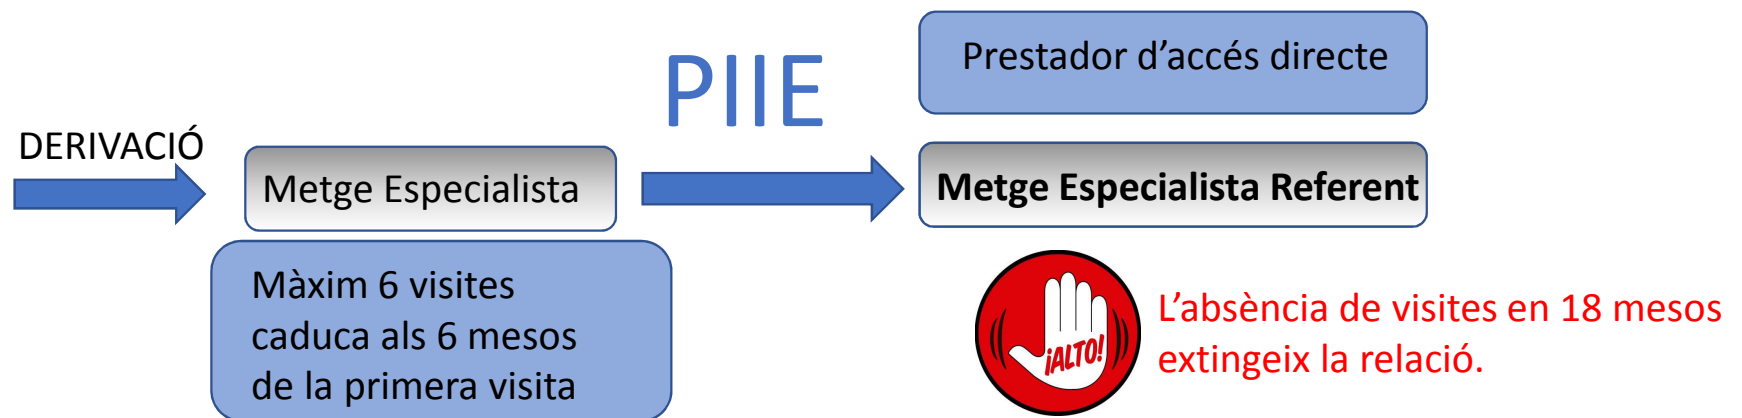 DERIVACIÓ
Metge Especialista
Màxim 6 visites
caduca als 6 mesos
de la primera visita
PIIE
Prestador d’accés directe
Metge Especialista Referent
¡ALTO!
L’absència de visites en 18 mesos
extingeix la relació.